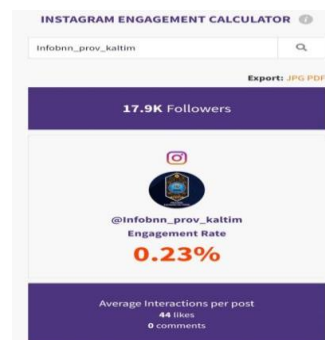 INSTAGRAM ENGAGEMENT CALCULATOR
Infobnn_prov_kaltim
Export: JPG PDF
17.9K Followers
@Infobnn_prov_kaltim
Engagement Rate
0.23%
Average Interactions per post
44 likes
0 comments